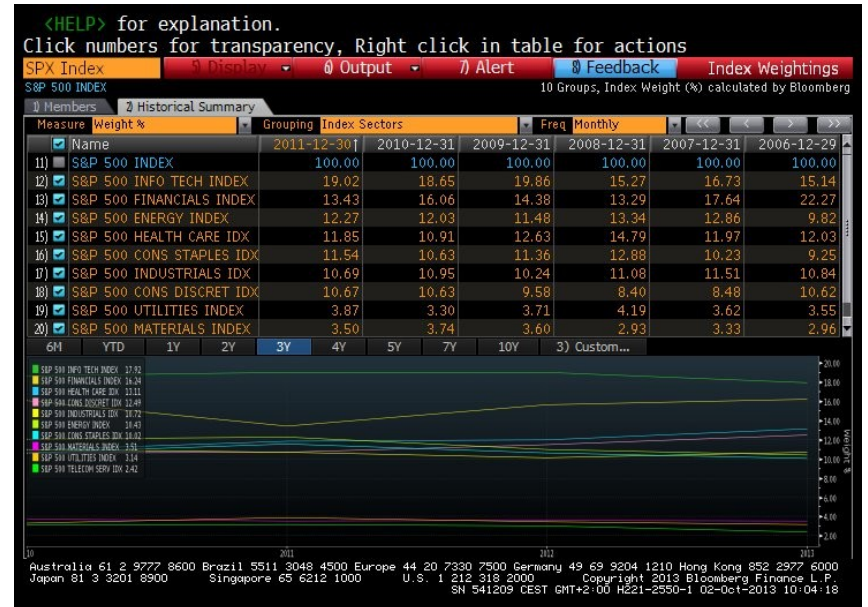 <HELP> for explanation.
Click numbers for transparency, Right click in table for actions
SPX Index 9) Display 6) Output 7) Alert 8) Feedback Index Weightings
S&P 500 INDEX 10 Groups, Index Weight (%) calculated by Bloomberg
1) Members 2) Historical Summary
Measure Weight % Grouping Index Sectors Freq Monthly << < > >>
Name 2011-12-30↑ 2010-12-31 2009-12-31 2008-12-31 2007-12-31 2006-12-29
11) S&P 500 INDEX 100.00 100.00 100.00 100.00 100.00 100.00
12) S&P 500 INFO TECH INDEX 19.02 18.65 19.86 15.27 16.73 15.14
13) S&P 500 FINANCIALS INDEX 13.43 16.06 14.38 13.29 17.64 22.27
14) S&P 500 ENERGY INDEX 12.27 12.03 11.48 13.34 12.86 9.82
15) S&P 500 HEALTH CARE IDX 11.85 10.91 12.63 14.79 11.97 12.03
16) S&P 500 CONS STAPLES IDX 11.54 10.63 11.36 12.88 10.23 9.25
17) S&P 500 INDUSTRIALS IDX 10.69 10.95 10.24 11.08 11.51 10.84
18) S&P 500 CONS DISCRET IDX 10.67 10.63 9.58 8.40 8.48 10.62
19) S&P 500 UTILITIES INDEX 3.87 3.30 3.71 4.19 3.62 3.55
20) S&P 500 MATERIALS INDEX 3.50 3.74 3.60 2.93 3.33 2.96
6M YTD 1Y 2Y 3Y 4Y 5Y 7Y 10Y 3) Custom...
S&P 500 INFO TECH INDEX 17.92
S&P 500 FINANCIALS INDEX 16.24
S&P 500 HEALTH CARE IDX 13.11
S&P 500 CONS DISCRET IDX 12.49
S&P 500 INDUSTRIALS IDX 10.72
S&P 500 ENERGY INDEX 10.43
S&P 500 CONS STAPLES IDX 10.02
S&P 500 MATERIALS INDEX 3.51
S&P 500 UTILITIES INDEX 3.14
S&P 500 TELECOM SERV IDX 2.42
20.00
18.00
16.00
14.00
12.00
10.00
8.00
6.00
4.00
2.00
Weight %
10 2011 2012 2013
Australia 61 2 9777 8600 Brazil 5511 3048 4500 Europe 44 20 7330 7500 Germany 49 69 9204 1210 Hong Kong 852 2977 6000
Japan 81 3 3201 8900 Singapore 65 6212 1000 U.S. 1 212 318 2000 Copyright 2013 Bloomberg Finance L.P.
SN 541209 CEST GMT+2:00 H221-2550-1 02-Oct-2013 10:04:18